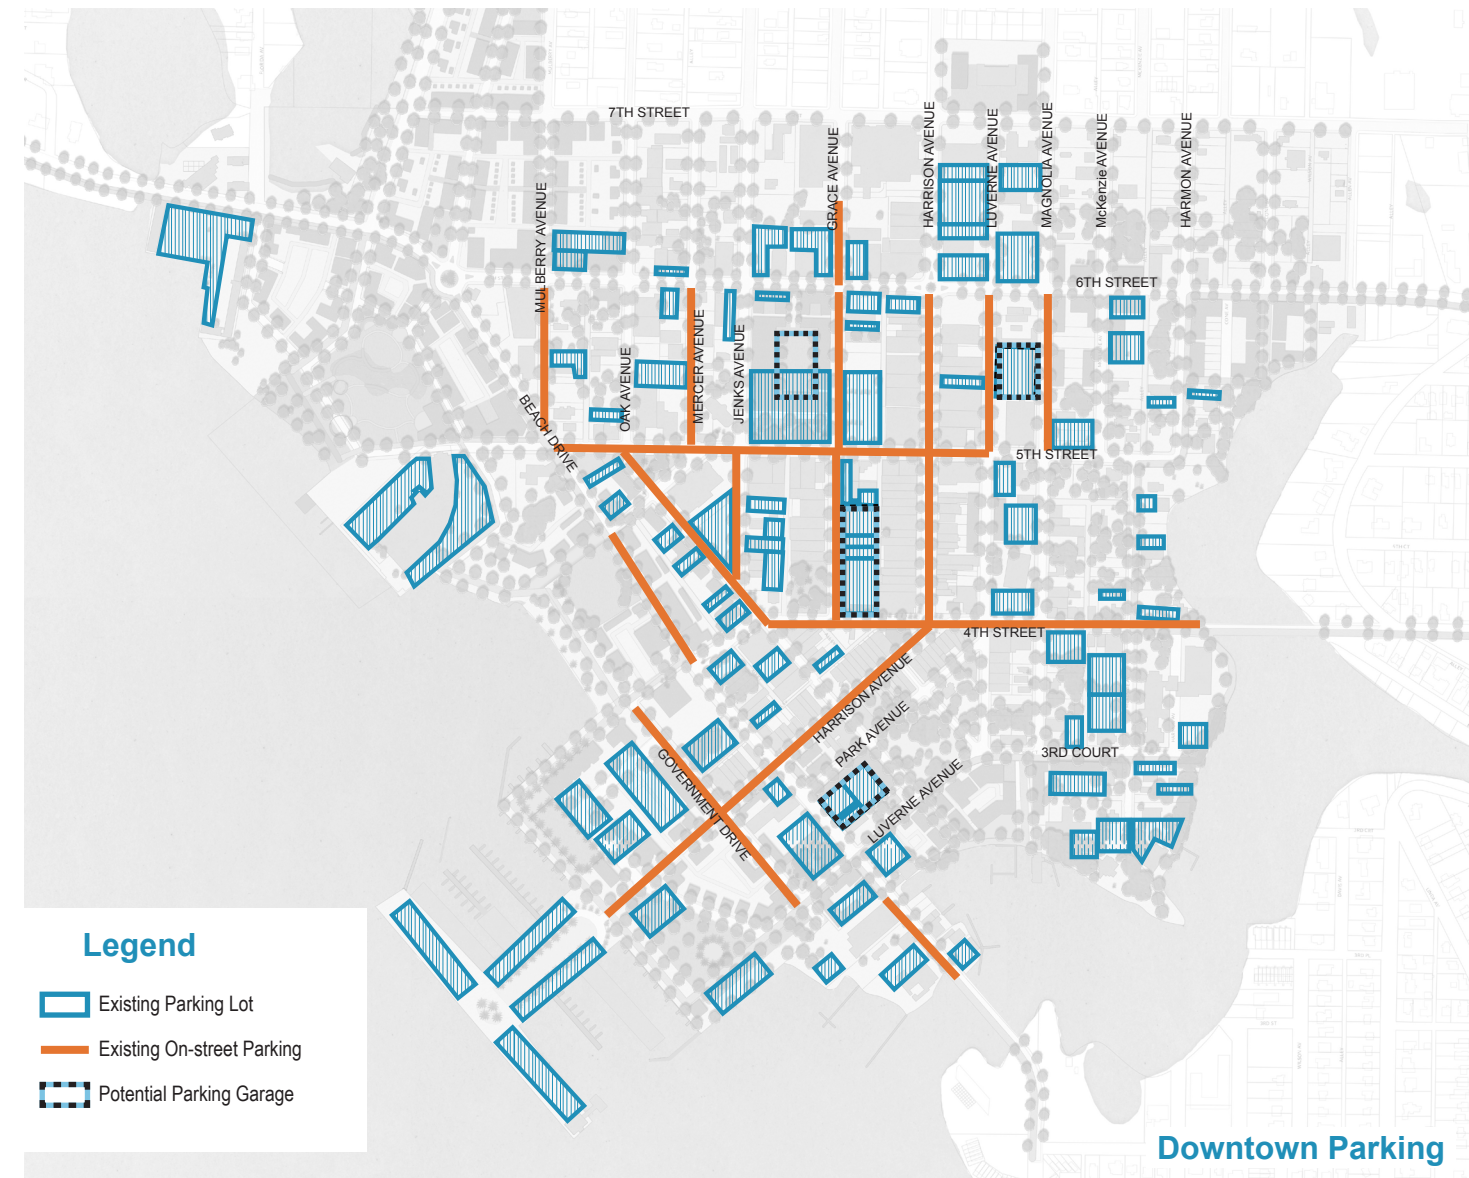 7TH STREET
MULBERRY AVENUE
GRACE AVENUE
HARRISON AVENUE
LUVERNE AVENUE
MAGNOLIA AVENUE
McKenzie AVENUE
HARMON AVENUE
6TH STREET
OAK AVENUE
MERCER AVENUE
JENKS AVENUE
BEACH DRIVE
5TH STREET
4TH STREET
HARRISON AVENUE
PARK AVENUE
LUVERNE AVENUE
GOVERNMENT DRIVE
3RD COURT
Legend
Existing Parking Lot
Existing On-street Parking
Potential Parking Garage
Downtown Parking